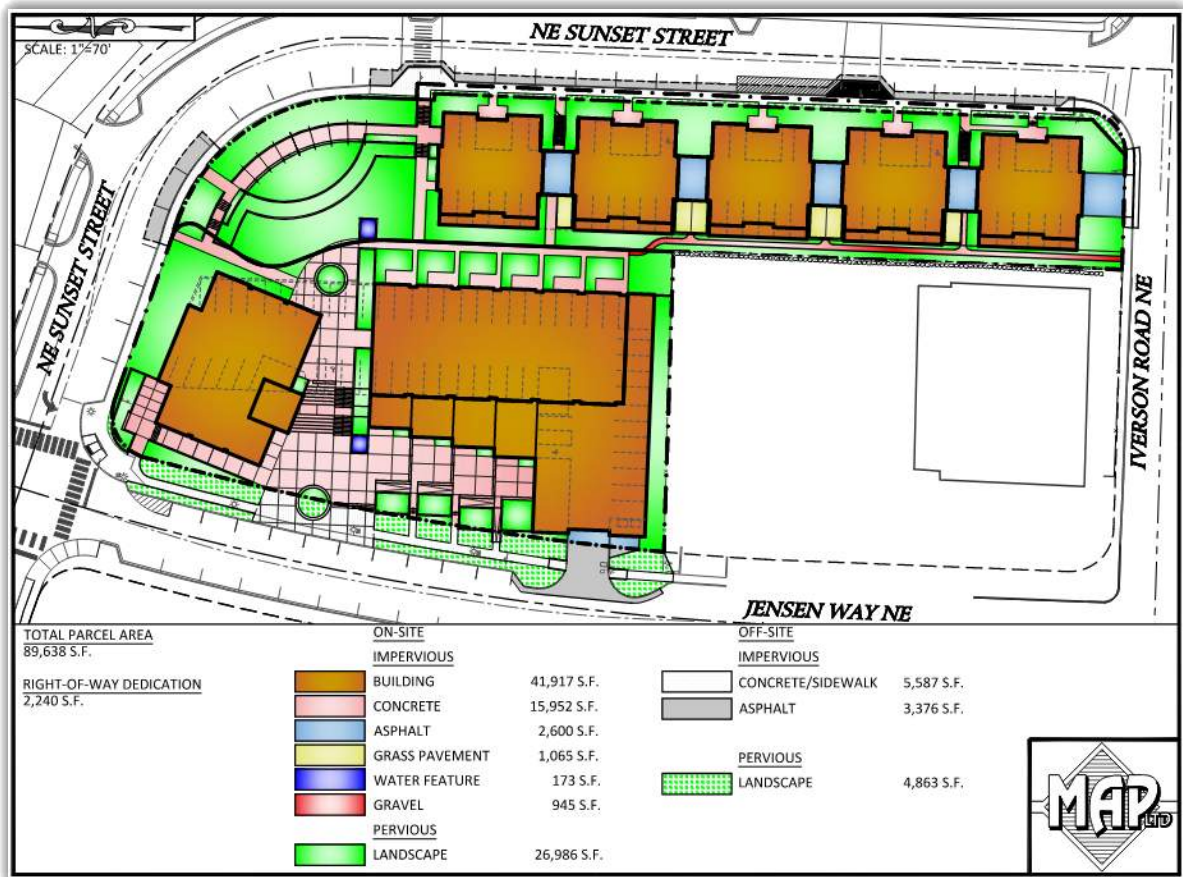 SCALE: 1"=70'
NE SUNSET STREET
NE SUNSET STREET
IVERSON ROAD NE
JENSEN WAY NE
TOTAL PARCEL AREA
89,638 S.F.
RIGHT-OF-WAY DEDICATION
2,240 S.F.
ON-SITE
IMPERVIOUS
BUILDING 41,917 S.F.
CONCRETE 15,952 S.F.
ASPHALT 2,600 S.F.
GRASS PAVEMENT 1,065 S.F.
WATER FEATURE 173 S.F.
GRAVEL 945 S.F.
PERVIOUS
LANDSCAPE 26,986 S.F.
OFF-SITE
IMPERVIOUS
CONCRETE/SIDEWALK 5,587 S.F.
ASPHALT 3,376 S.F.
PERVIOUS
LANDSCAPE 4,863 S.F.
MAP LTD